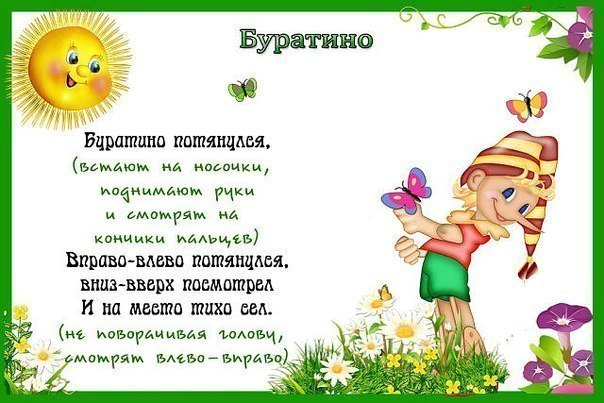 Буратино
Буратино потянулся,
(встают на носочки,
поднимают руки
и смотрят на
кончики пальцев)
Вправо-влево потянулся,
вниз-вверх посмотрел
И на место тихо сел.
(не поворачивая голову,
смотрят влево-вправо)